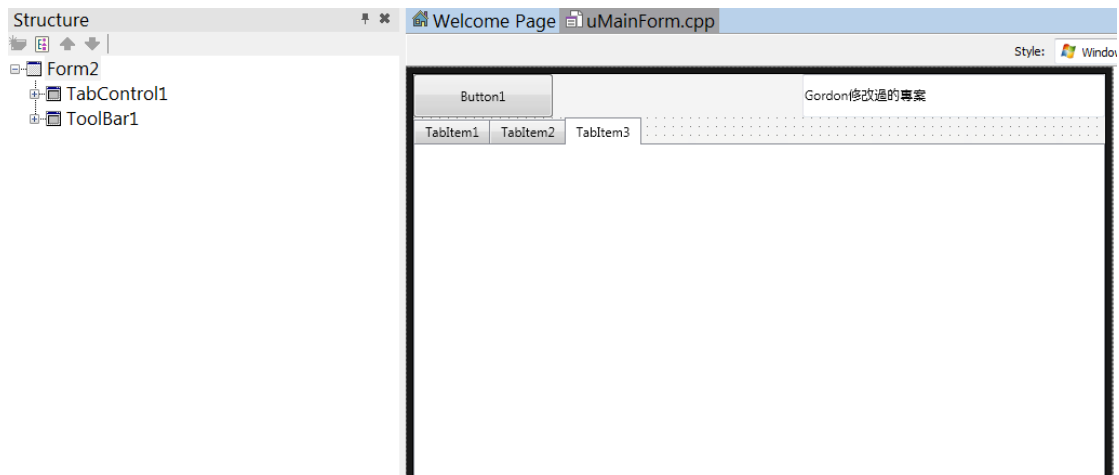 Structure
Form2
TabControl1
ToolBar1
Welcome Page uMainForm.cpp
Style: Window
Button1 Gordon修改過的專案
TabItem1 TabItem2 TabItem3